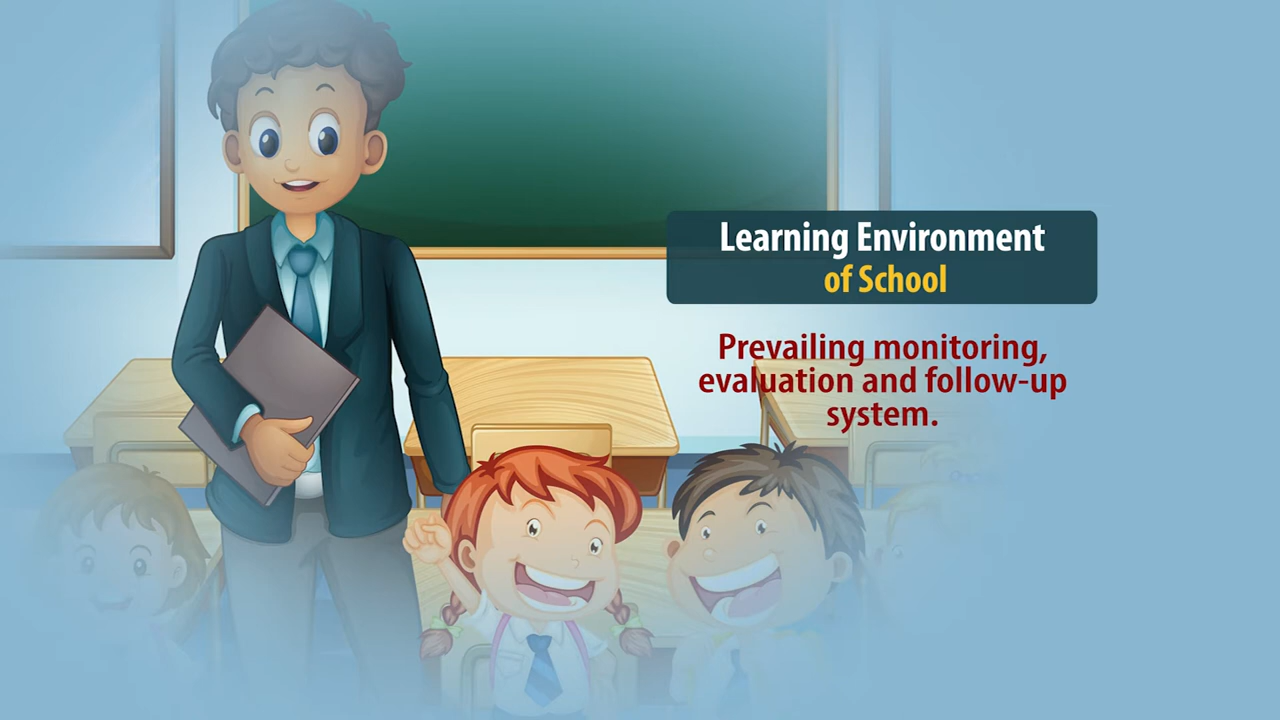 Learning Environment
of School
Prevailing monitoring,
evaluation and follow-up
system.